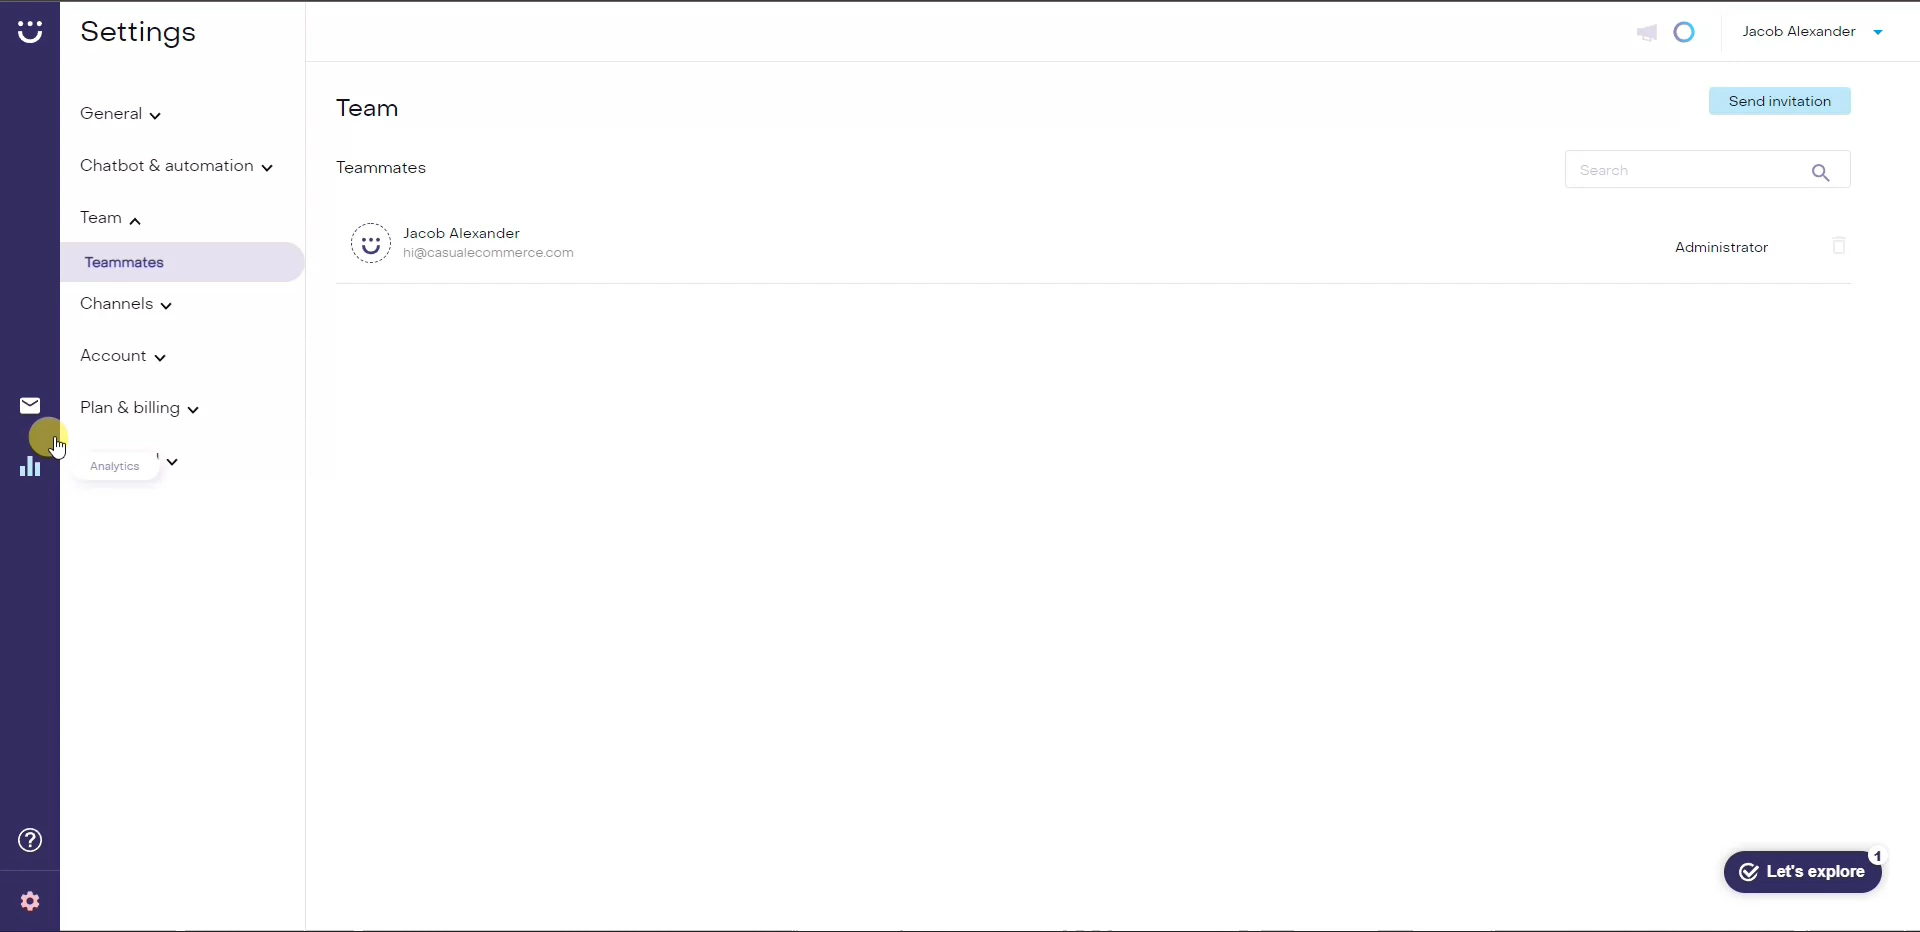 Settings
Jacob Alexander
General
Team
Send invitation
Chatbot & automation
Teammates
Search
Team
Jacob Alexander
hi@casualecommerce.com
Administrator
Teammates
Channels
Account
Plan & billing
Analytics
1
Let's explore